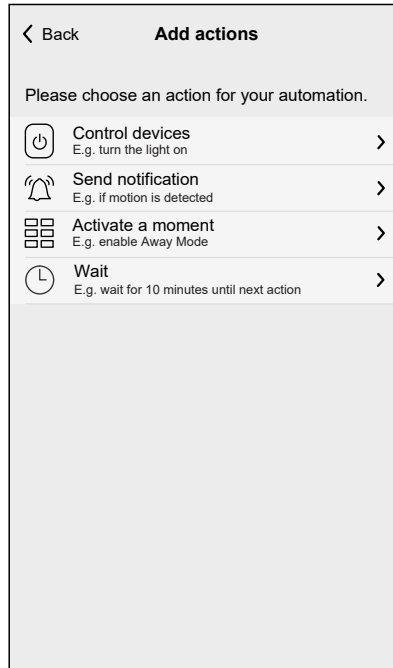 Back
Add actions
Please choose an action for your automation.
Control devices
E.g. turn the light on
Send notification
E.g. if motion is detected
Activate a moment
E.g. enable Away Mode
Wait
E.g. wait for 10 minutes until next action